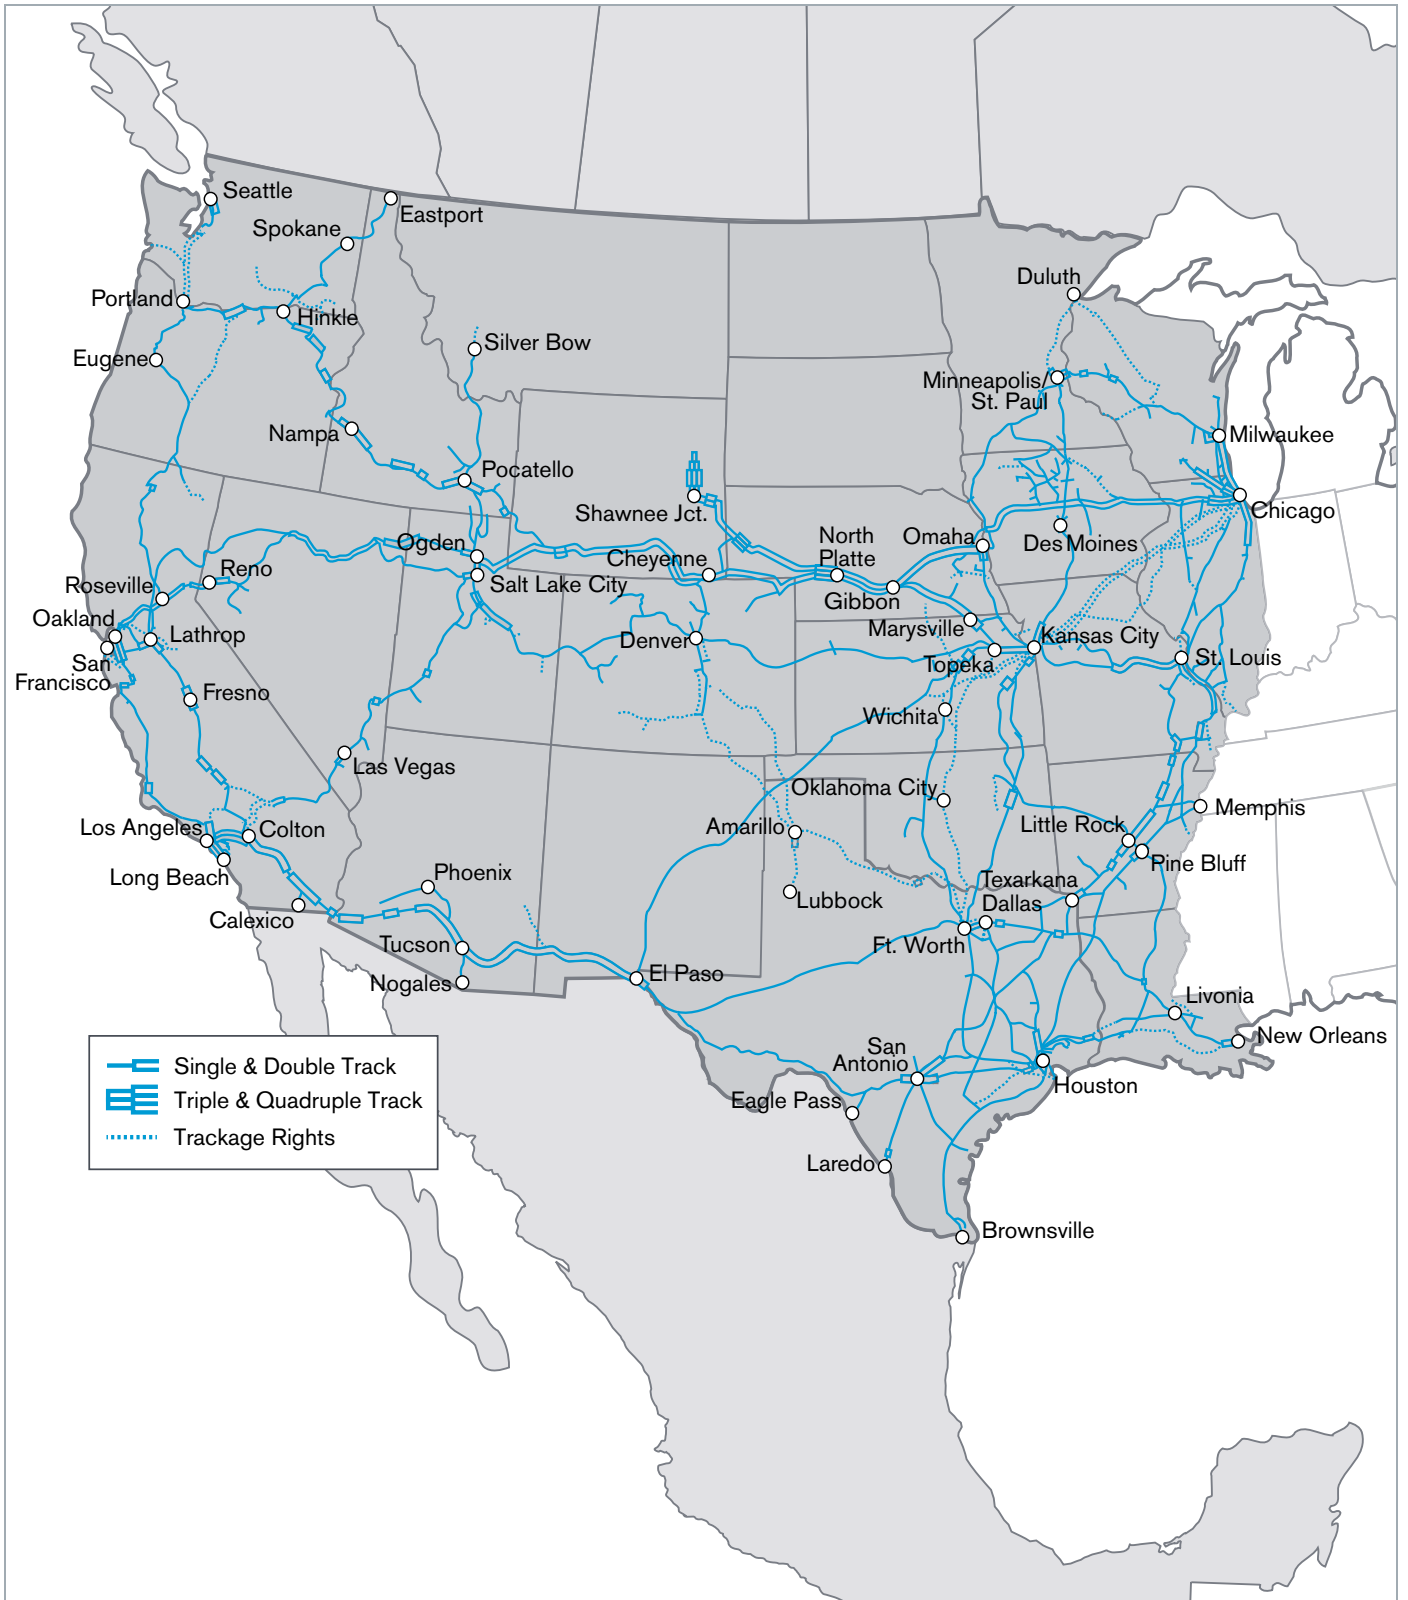 Seattle
Eastport
Spokane
Duluth
Portland
Hinkle
Silver Bow
Eugene
Minneapolis/
St. Paul
Nampa
Milwaukee
Pocatello
Shawnee Jct.
Chicago
North
Platte
Omaha
Des Moines
Ogden
Cheyenne
Reno
Salt Lake City
Roseville
Gibbon
Oakland
Lathrop
Marysville
Kansas City
Denver
Topeka
St. Louis
San
Francisco
Fresno
Wichita
Las Vegas
Oklahoma City
Memphis
Los Angeles
Colton
Amarillo
Little Rock
Pine Bluff
Long Beach
Phoenix
Texarkana
Lubbock
Dallas
Calexico
Tucson
Ft. Worth
El Paso
Nogales
Livonia
New Orleans
San
Antonio
Houston
Eagle Pass
Laredo
Brownsville
Single & Double Track
Triple & Quadruple Track
Trackage Rights